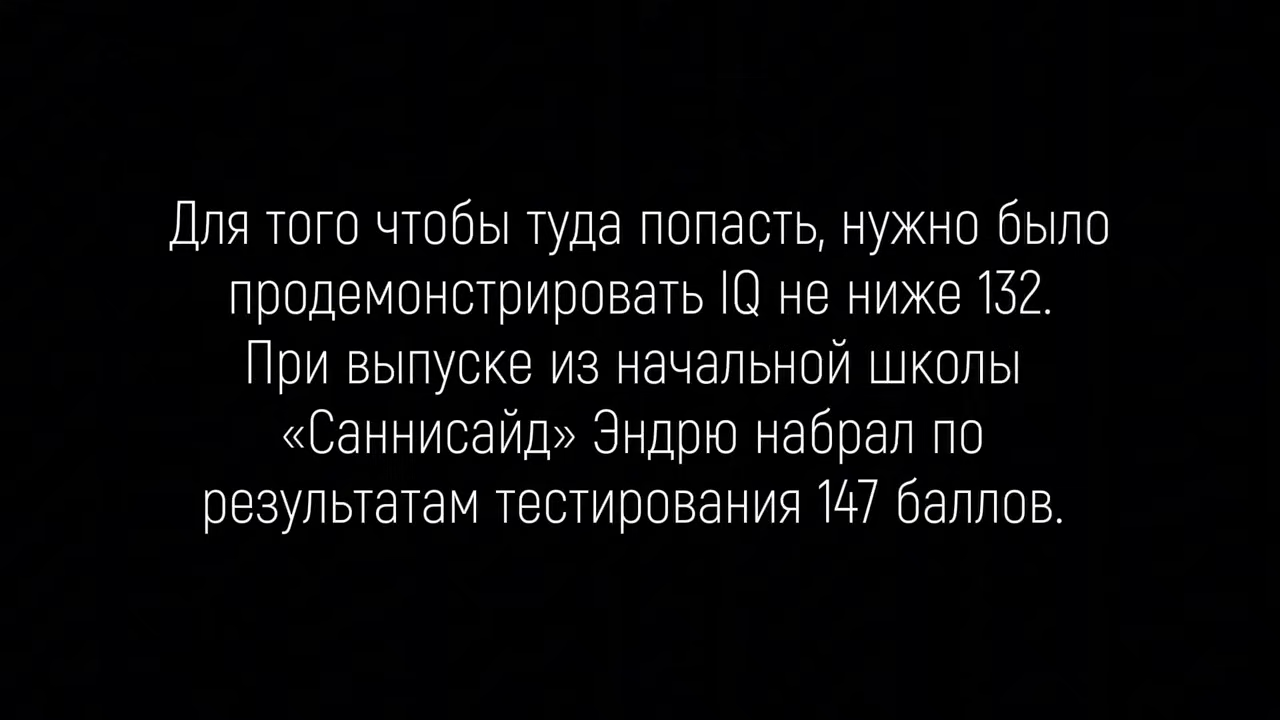 Для того чтобы туда попасть, нужно было
продемонстрировать IQ не ниже 132.
При выпуске из начальной школы
«Саннисайд» Эндрю набрал по
результатам тестирования 147 баллов.